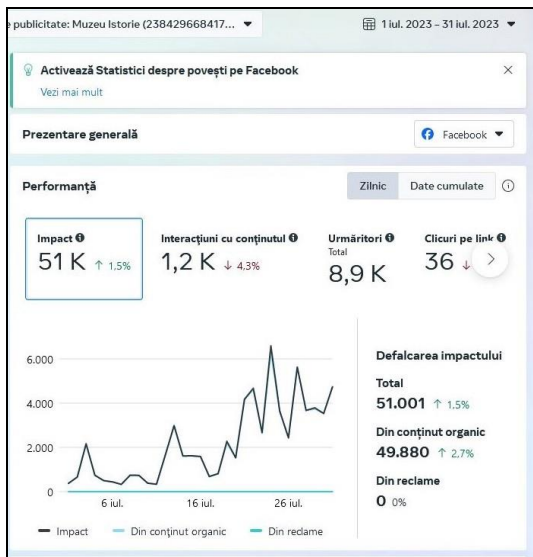 e publicitate: Muzeu Istorie (238429668417...
1 iul. 2023 – 31 iul. 2023
Activează Statistici despre povești pe Facebook
Vezi mai mult
Prezentare generală
Facebook
Performanță
Zilnic
Date cumulate
Impact
51 K ↑ 1,5%
Interacțiuni cu conținutul
1,2 K ↓ 4,3%
Urmăritori
Total
8,9 K
Clicuri pe link
36 ↓
6.000
4.000
2.000
0
6 iul.
16 iul.
26 iul.
Impact
Din conținut organic
Din reclame
Defalcarea impactului
Total
51.001 ↑ 1,5%
Din conținut organic
49.880 ↑ 2,7%
Din reclame
0 0%